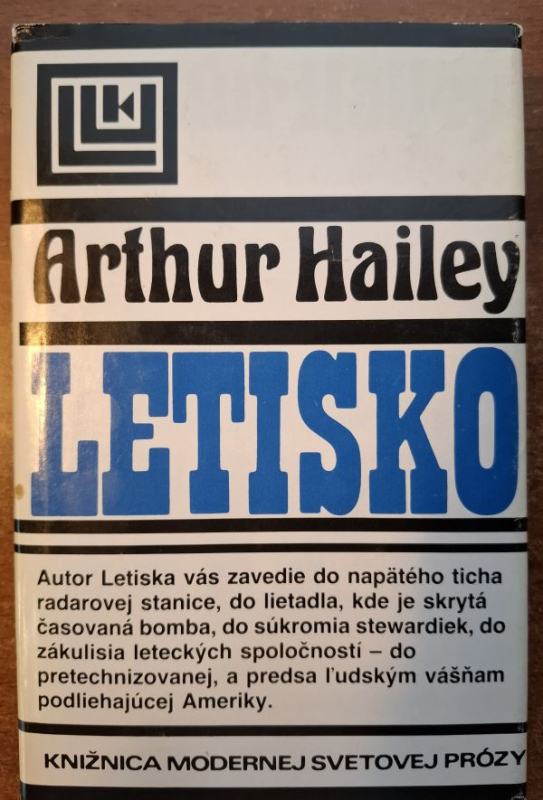 Arthur Hailey
LETISKO
Autor Letiska vás zavedie do napätého ticha
radarovej stanice, do lietadla, kde je skrytá
časovaná bomba, do súkromia stewardiek, do
zákulisia leteckých spoločností – do
pretechnizovanej, a predsa ľudským vášňam
podliehajúcej Ameriky.
KNIŽNICA MODERNEJ SVETOVEJ PRÓZY